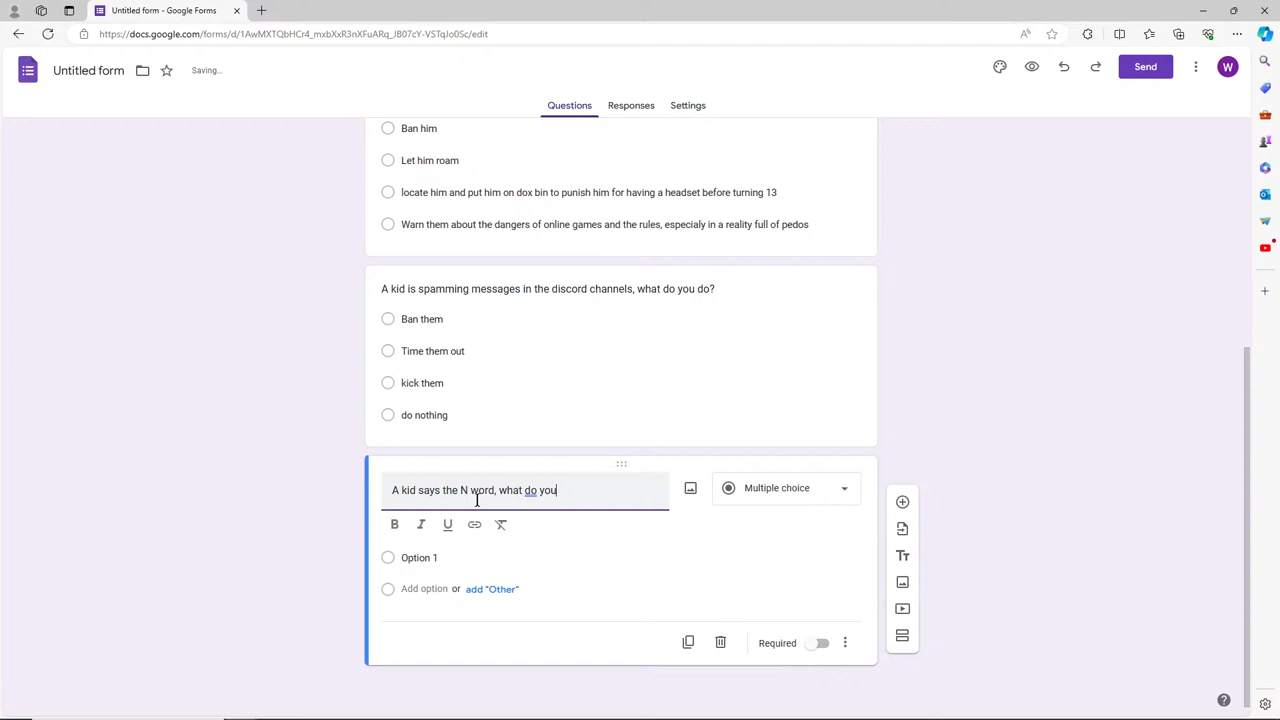 Untitled form - Google Forms
https://docs.google.com/forms/d/1AwMXTQbHCr4_mxbXxR3nXFuARq_JB07cY-VSTqJo0Sc/edit
Untitled form
Saving...
Send
W
Questions
Responses
Settings
Ban him
Let him roam
locate him and put him on dox bin to punish him for having a headset before turning 13
Warn them about the dangers of online games and the rules, especialy in a reality full of pedos
A kid is spamming messages in the discord channels, what do you do?
Ban them
Time them out
kick them
do nothing
A kid says the N word, what do you
Multiple choice
B I U
Option 1
Add option or add "Other"
Required